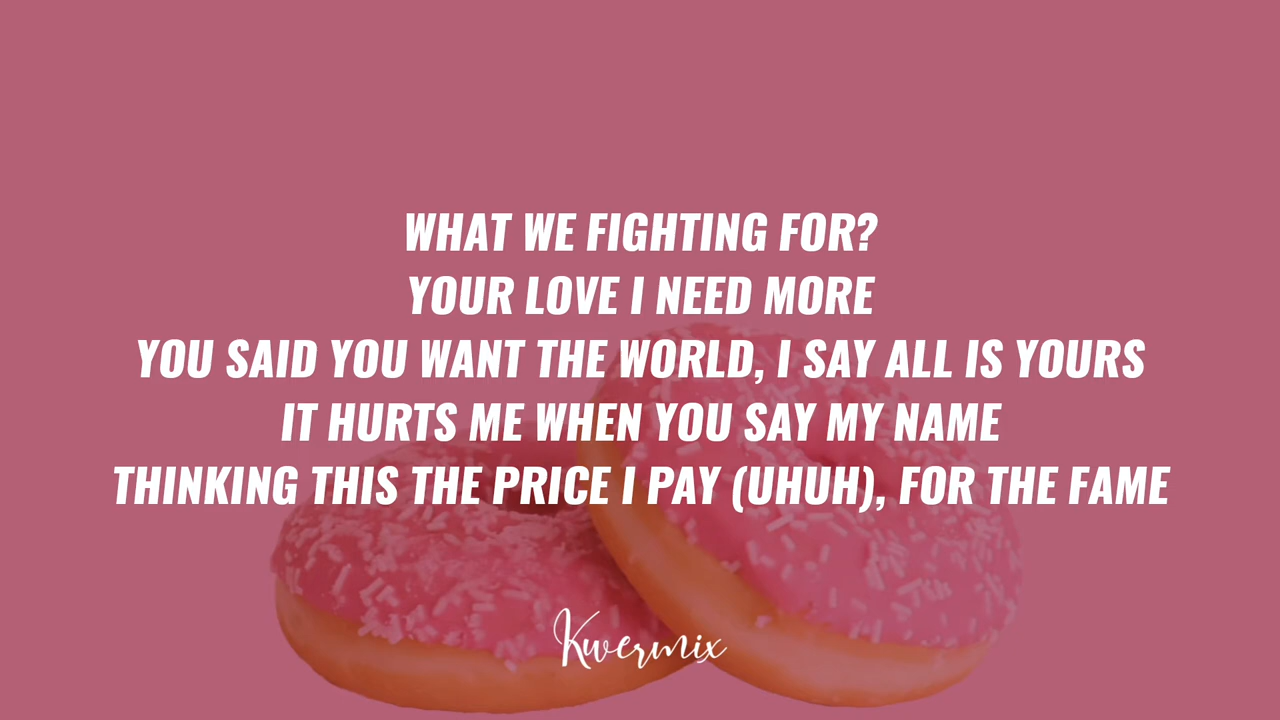 WHAT WE FIGHTING FOR?
YOUR LOVE I NEED MORE
YOU SAID YOU WANT THE WORLD, I SAY ALL IS YOURS
IT HURTS ME WHEN YOU SAY MY NAME
THINKING THIS THE PRICE I PAY (UHUH), FOR THE FAME
Kwermix